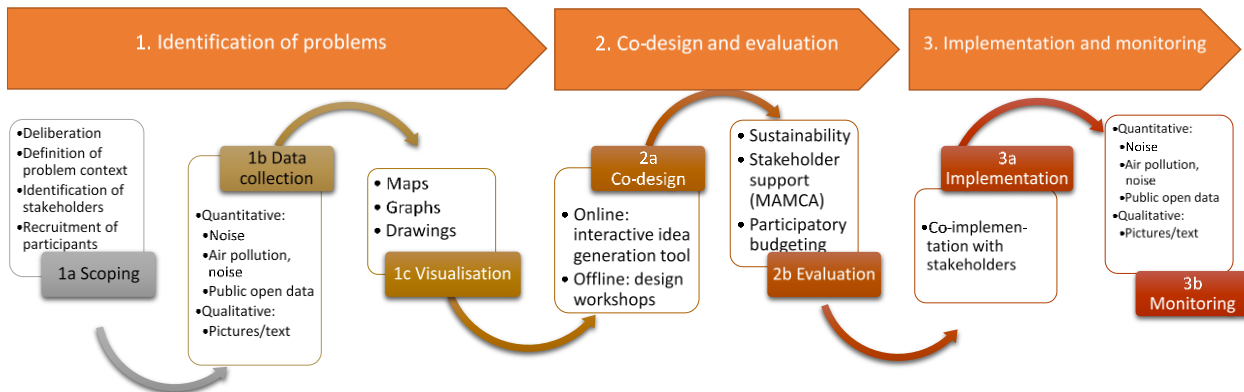 1. Identification of problems
2. Co-design and evaluation
3. Implementation and monitoring
•Deliberation
•Definition of
problem context
•Identification of
stakeholders
•Recruitment of
participants
1a Scoping
1b Data
collection
•Quantitative:
•Noise
•Air pollution,
noise
•Public open data
•Qualitative:
•Pictures/text
• Maps
• Graphs
• Drawings
1c Visualisation
2a
Co-design
• Online:
interactive idea
generation tool
• Offline: design
workshops
• Sustainability
• Stakeholder
support
(MAMCA)
• Participatory
budgeting
2b Evaluation
3a
Implementation
•Co-implemen-
tation with
stakeholders
•Quantitative:
•Noise
•Air pollution,
noise
•Public open data
•Qualitative:
•Pictures/text
3b
Monitoring